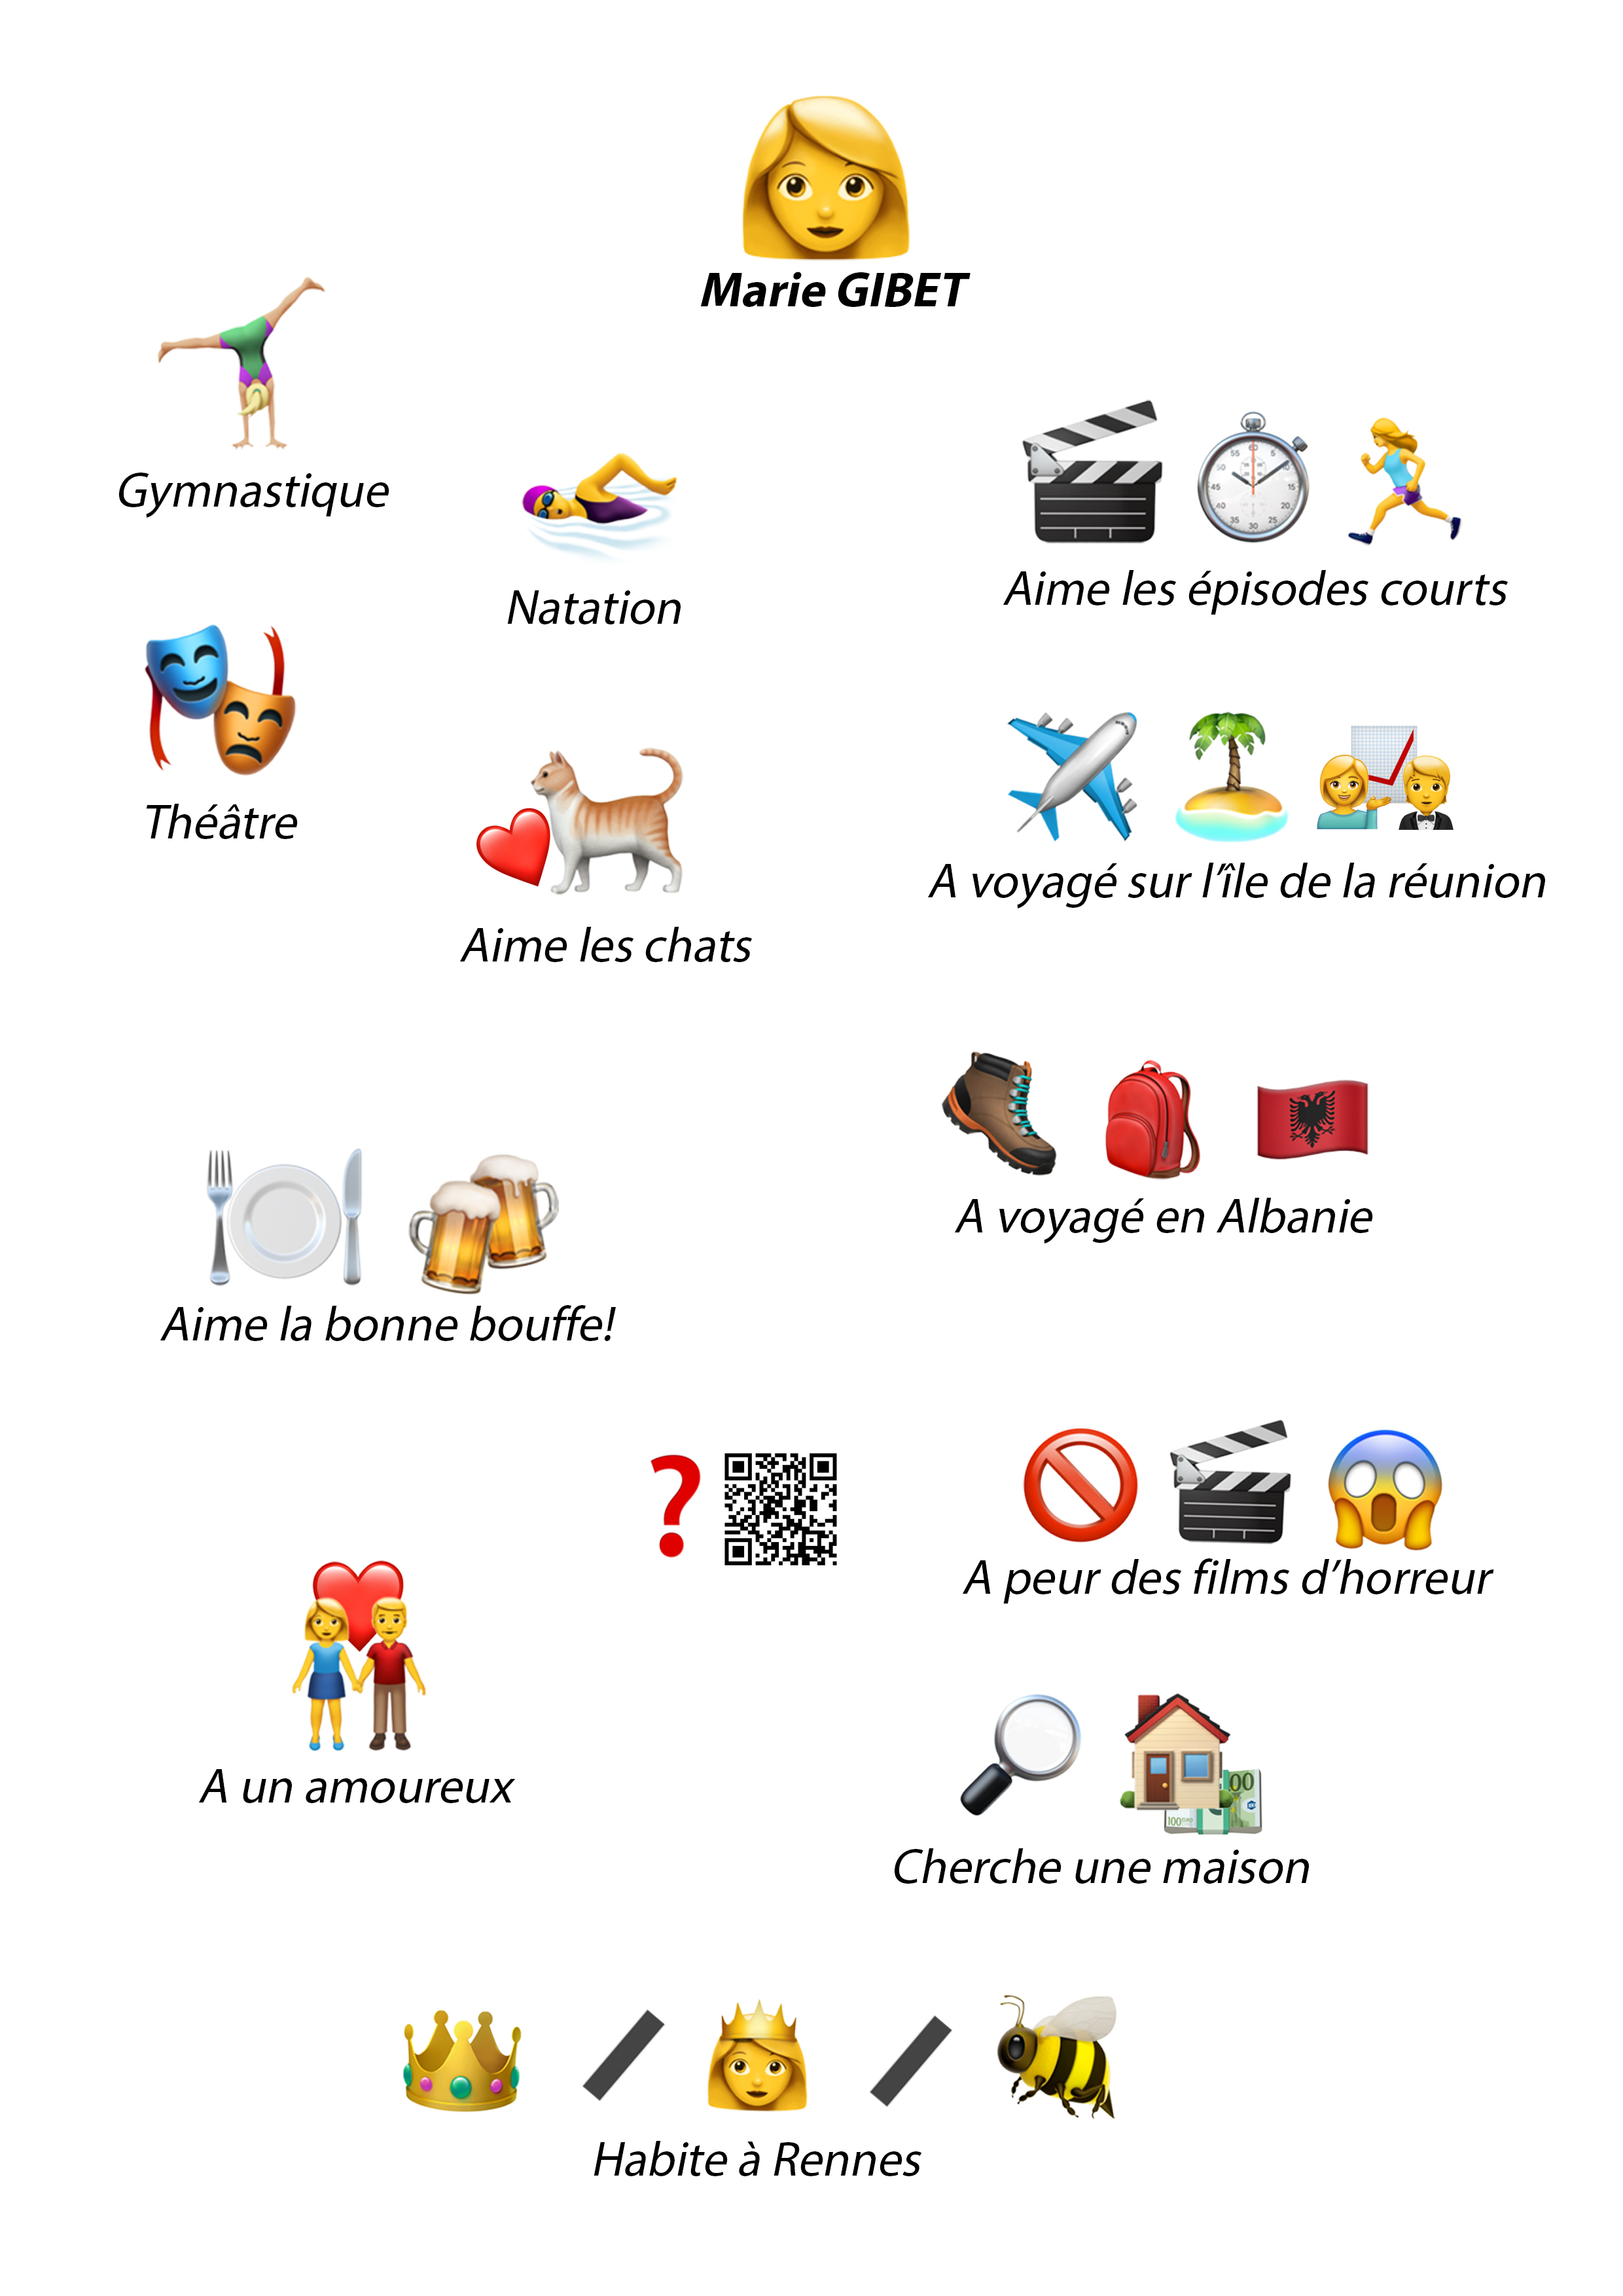 Marie GIBET
Gymnastique
Natation
Aime les épisodes courts
Théâtre
A voyagé sur l'île de la réunion
Aime les chats
A voyagé en Albanie
Aime la bonne bouffe!
?
A peur des films d'horreur
A un amoureux
Cherche une maison
Habite à Rennes